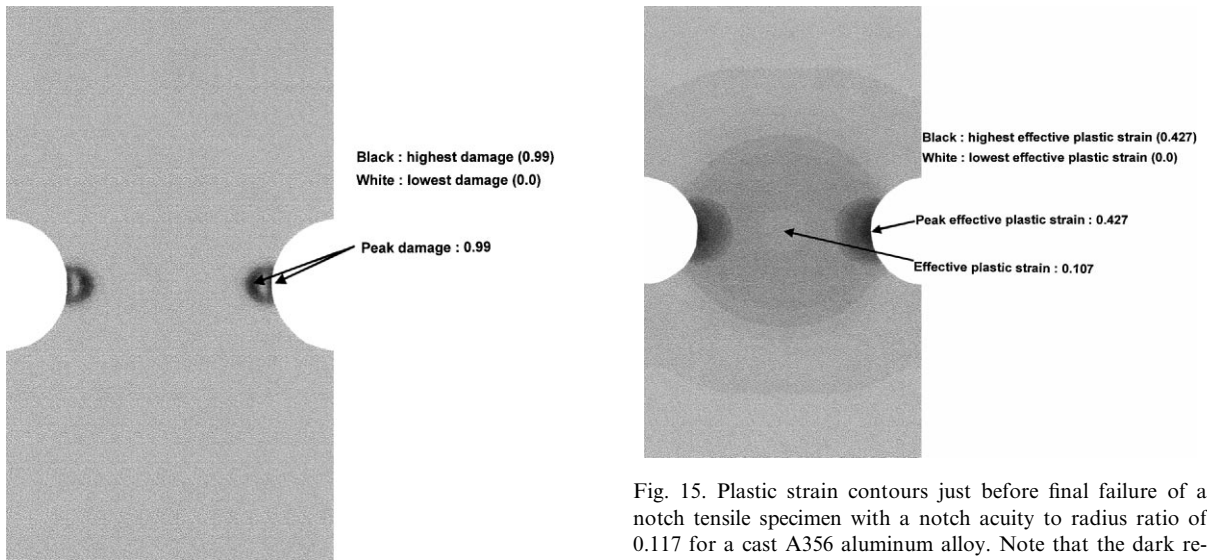 Black : highest damage (0.99)
White : lowest damage (0.0)
Peak damage : 0.99
Black : highest effective plastic strain (0.427)
White : lowest effective plastic strain (0.0)
Peak effective plastic strain : 0.427
Effective plastic strain : 0.107
Fig. 15. Plastic strain contours just before final failure of a
notch tensile specimen with a notch acuity to radius ratio of
0.117 for a cast A356 aluminum alloy. Note that the dark re-